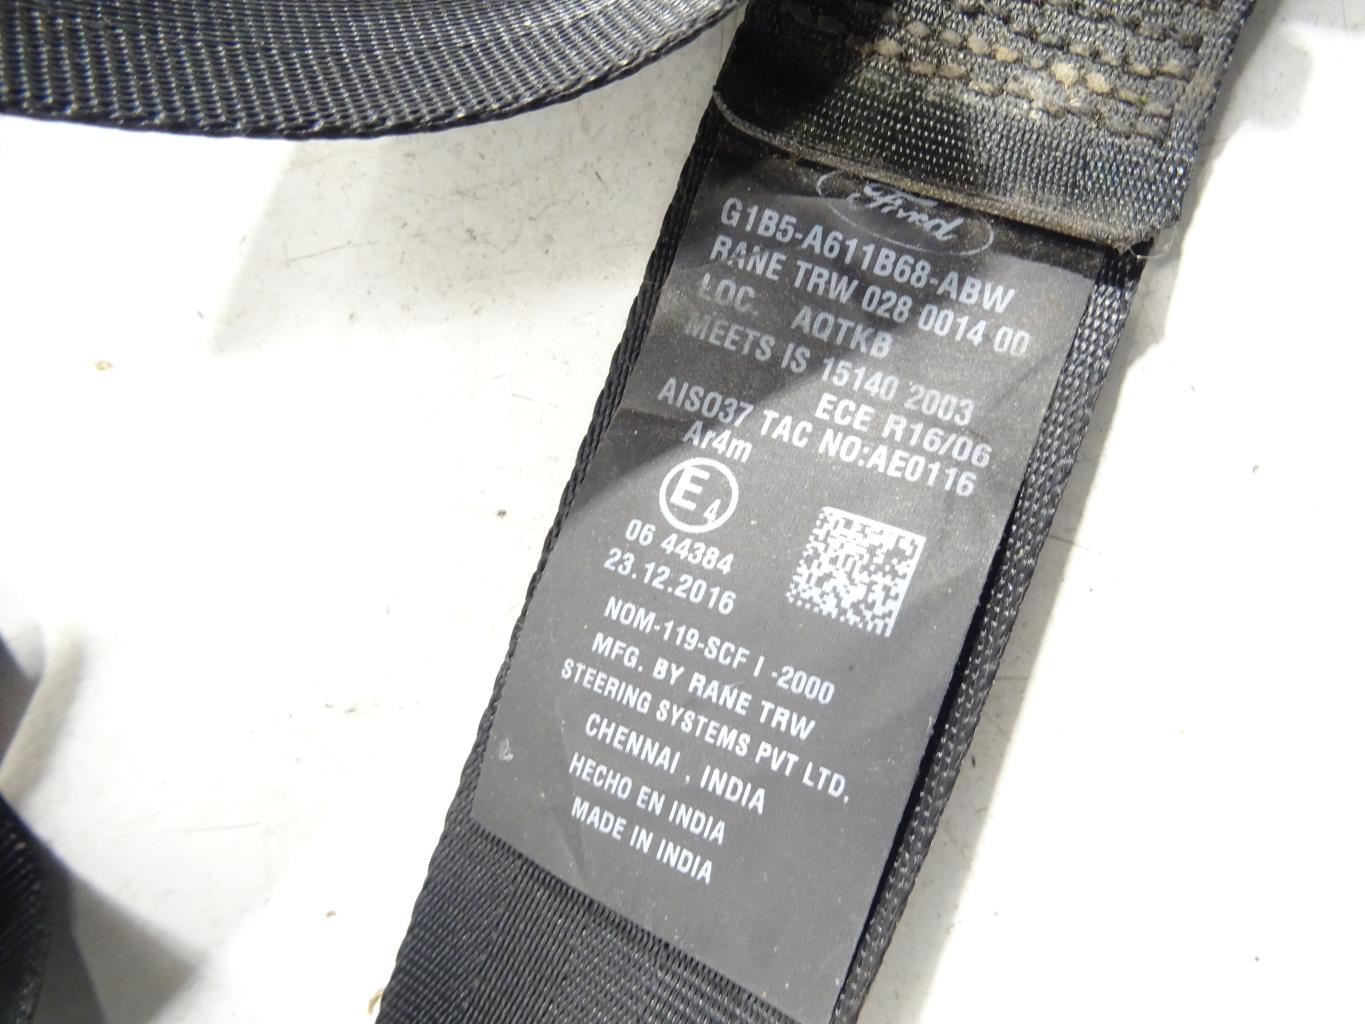 Ford
G1B5-A611B68-ABW
RANE TRW 028 0014 00
LOC. AQTKB
MEETS IS 15140 2003
ECE R16/06
AIS037 TAC NO:AE0116
Ar4m
E4
06 44384
23.12.2016
NOM-119-SCF I -2000
MFG. BY RANE TRW
STEERING SYSTEMS PVT LTD.
CHENNAI , INDIA
HECHO EN INDIA
MADE IN INDIA